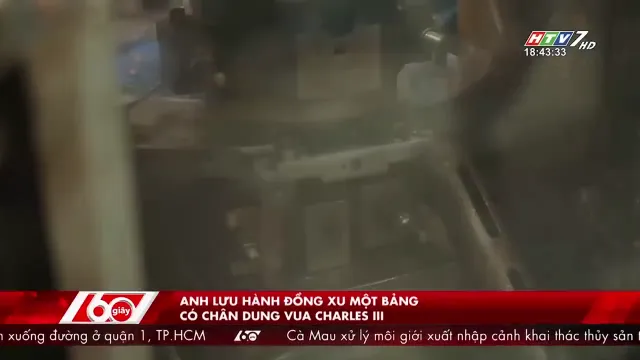 HTV7 HD
18:43:33
60 giây
ANH LƯU HÀNH ĐỒNG XU MỘT BẢNG
CÓ CHÂN DUNG VUA CHARLES III
n xuống đường ở quận 1, TP.HCM 60 giây Cà Mau xử lý môi giới xuất nhập cảnh khai thác thủy sản